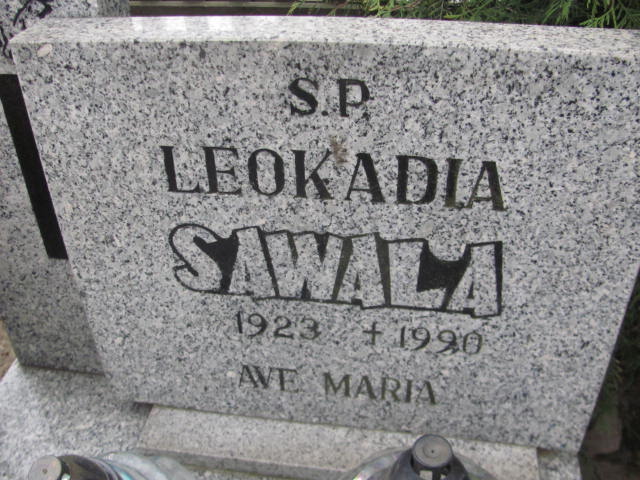 S.P.
LEOKADIA
SAWALA
1923 + 1990
AVE MARIA